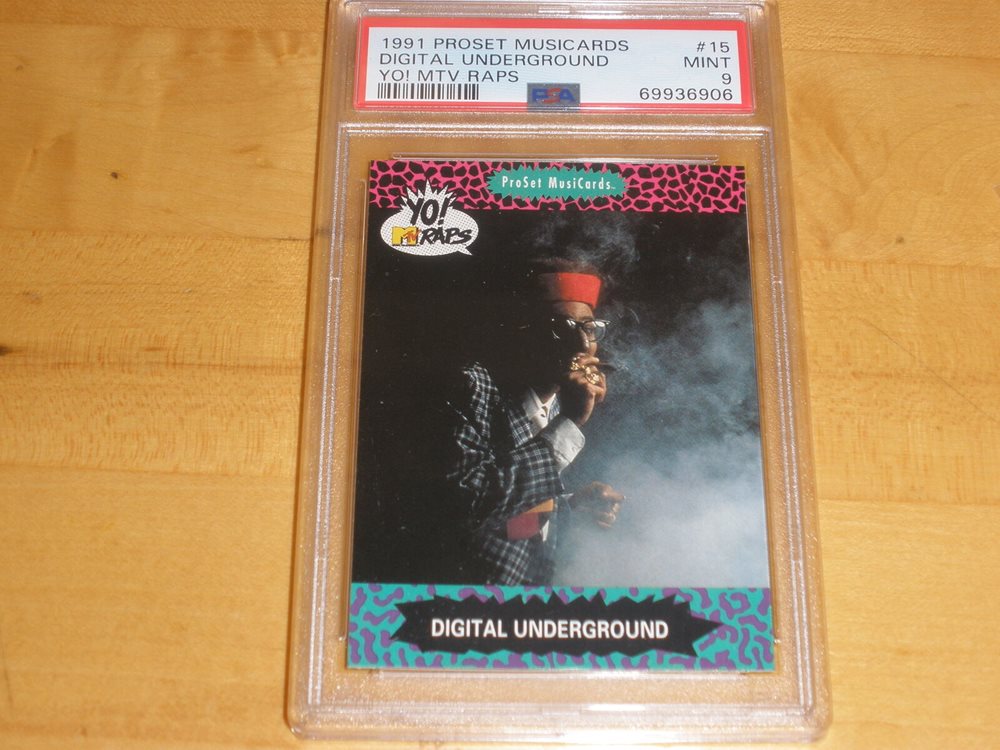 1991 PROSET MUSICARDS #15
DIGITAL UNDERGROUND MINT
YO! MTV RAPS 9
PSA 69936906
ProSet MusiCards™
YO!
MTV RAPS
DIGITAL UNDERGROUND